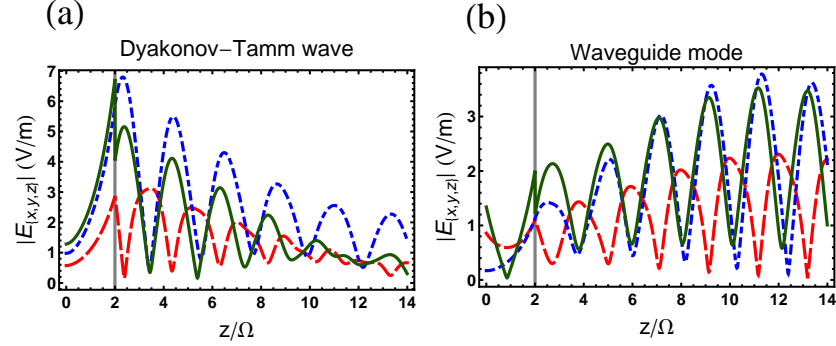 (a)
Dyakonov−Tamm wave
|E{x,y,z}| (V/m)
7
6
5
4
3
2
1
0
0 2 4 6 8 10 12 14
z/Ω
(b)
Waveguide mode
|E{x,y,z}| (V/m)
3
2
1
0
0 2 4 6 8 10 12 14
z/Ω